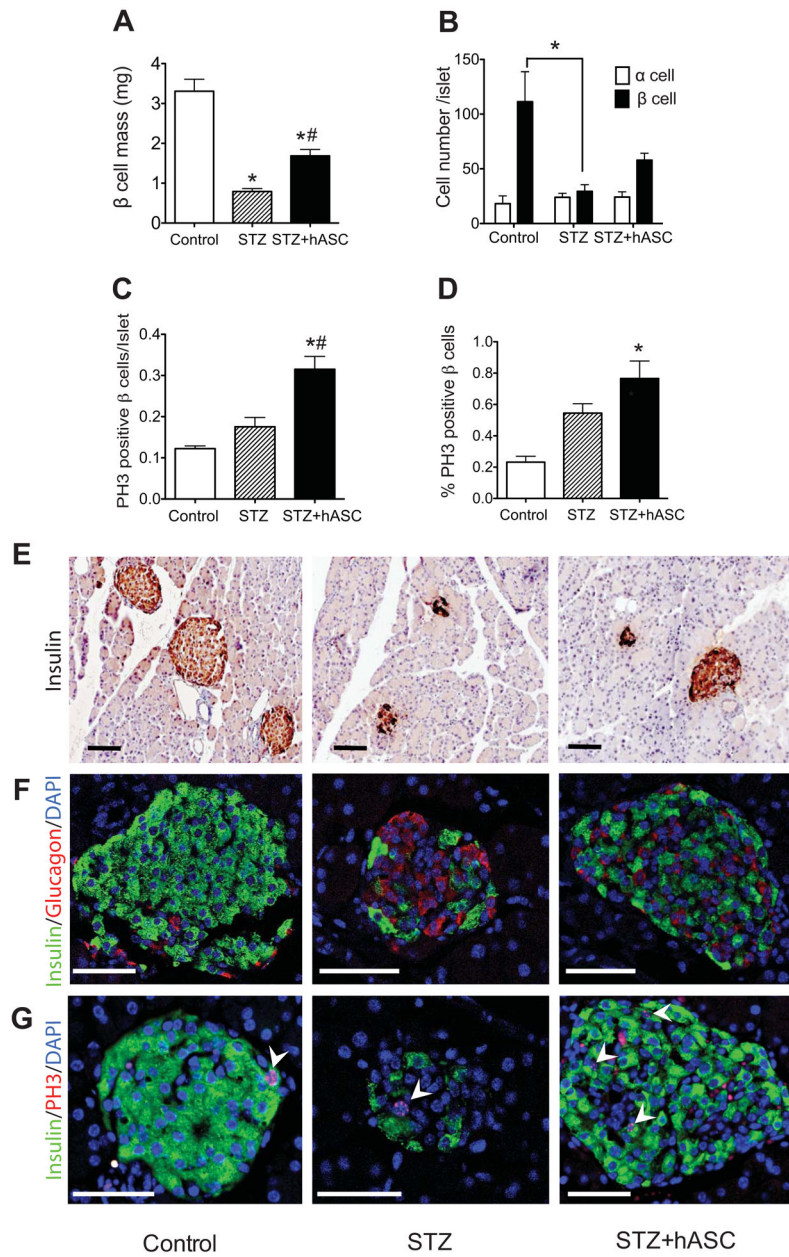 A
β cell mass (mg)
4
3
2
1
0
*
*#
Control STZ STZ+hASC
B
Cell number /islet
150
100
50
0
*
α cell
β cell
Control STZ STZ+hASC
C
PH3 positive β cells/Islet
0.4
0.3
0.2
0.1
0.0
*#
Control STZ STZ+hASC
D
% PH3 positive β cells
1.0
0.8
0.6
0.4
0.2
0.0
*
Control STZ STZ+hASC
E
Insulin
F
Insulin/Glucagon/DAPI
G
Insulin/PH3/DAPI
Control STZ STZ+hASC